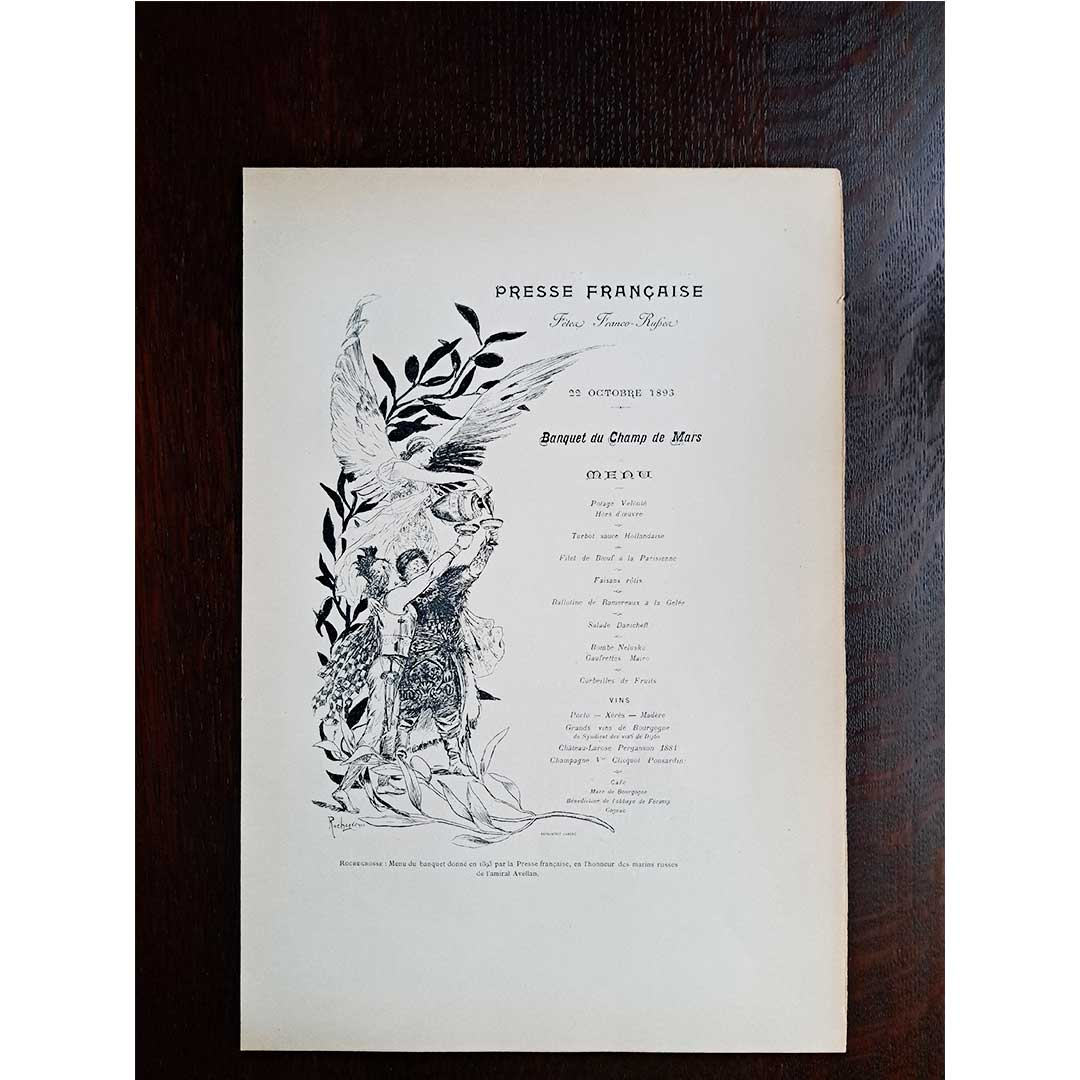 PRESSE FRANÇAISE
Fêtes Franco-Russes
22 OCTOBRE 1893
Banquet du Champ de Mars
MENU
Potage Velouté
Hors d'œuvre
Turbot sauce Hollandaise
Filet de Bœuf à la Parisienne
Faisans rôtis
Ballotine de Ramereaux à la Gelée
Salade Danicheff
Bombe Nelusko
Gaufrettes
Corbeilles de Fruits
VINS
Porto — Xérès — Madère
Grands vins de Bourgogne
du Syndicat des vins de Dijon
Château-Larose Perganson 1881
Champagne Vve Clicquot Ponsardin
Café
Marc de Bourgogne
Bénédictine de l'abbaye de Fécamp
Cognac
Rochegrosse
ROCHEGROSSE : Menu du banquet donné en 1893 par la Presse française, en l'honneur des marins russes
de l'amiral Avellan.